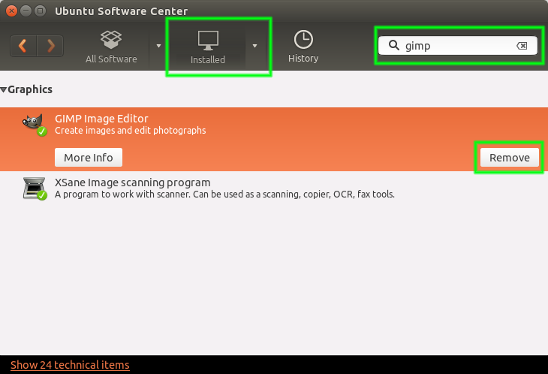 Ubuntu Software Center
All Software
Installed
History
gimp
Graphics
GIMP Image Editor
Create images and edit photographs
More Info
Remove
XSane Image scanning program
A program to work with scanner. Can be used as a scanning, copier, OCR, fax tools.
Show 24 technical items